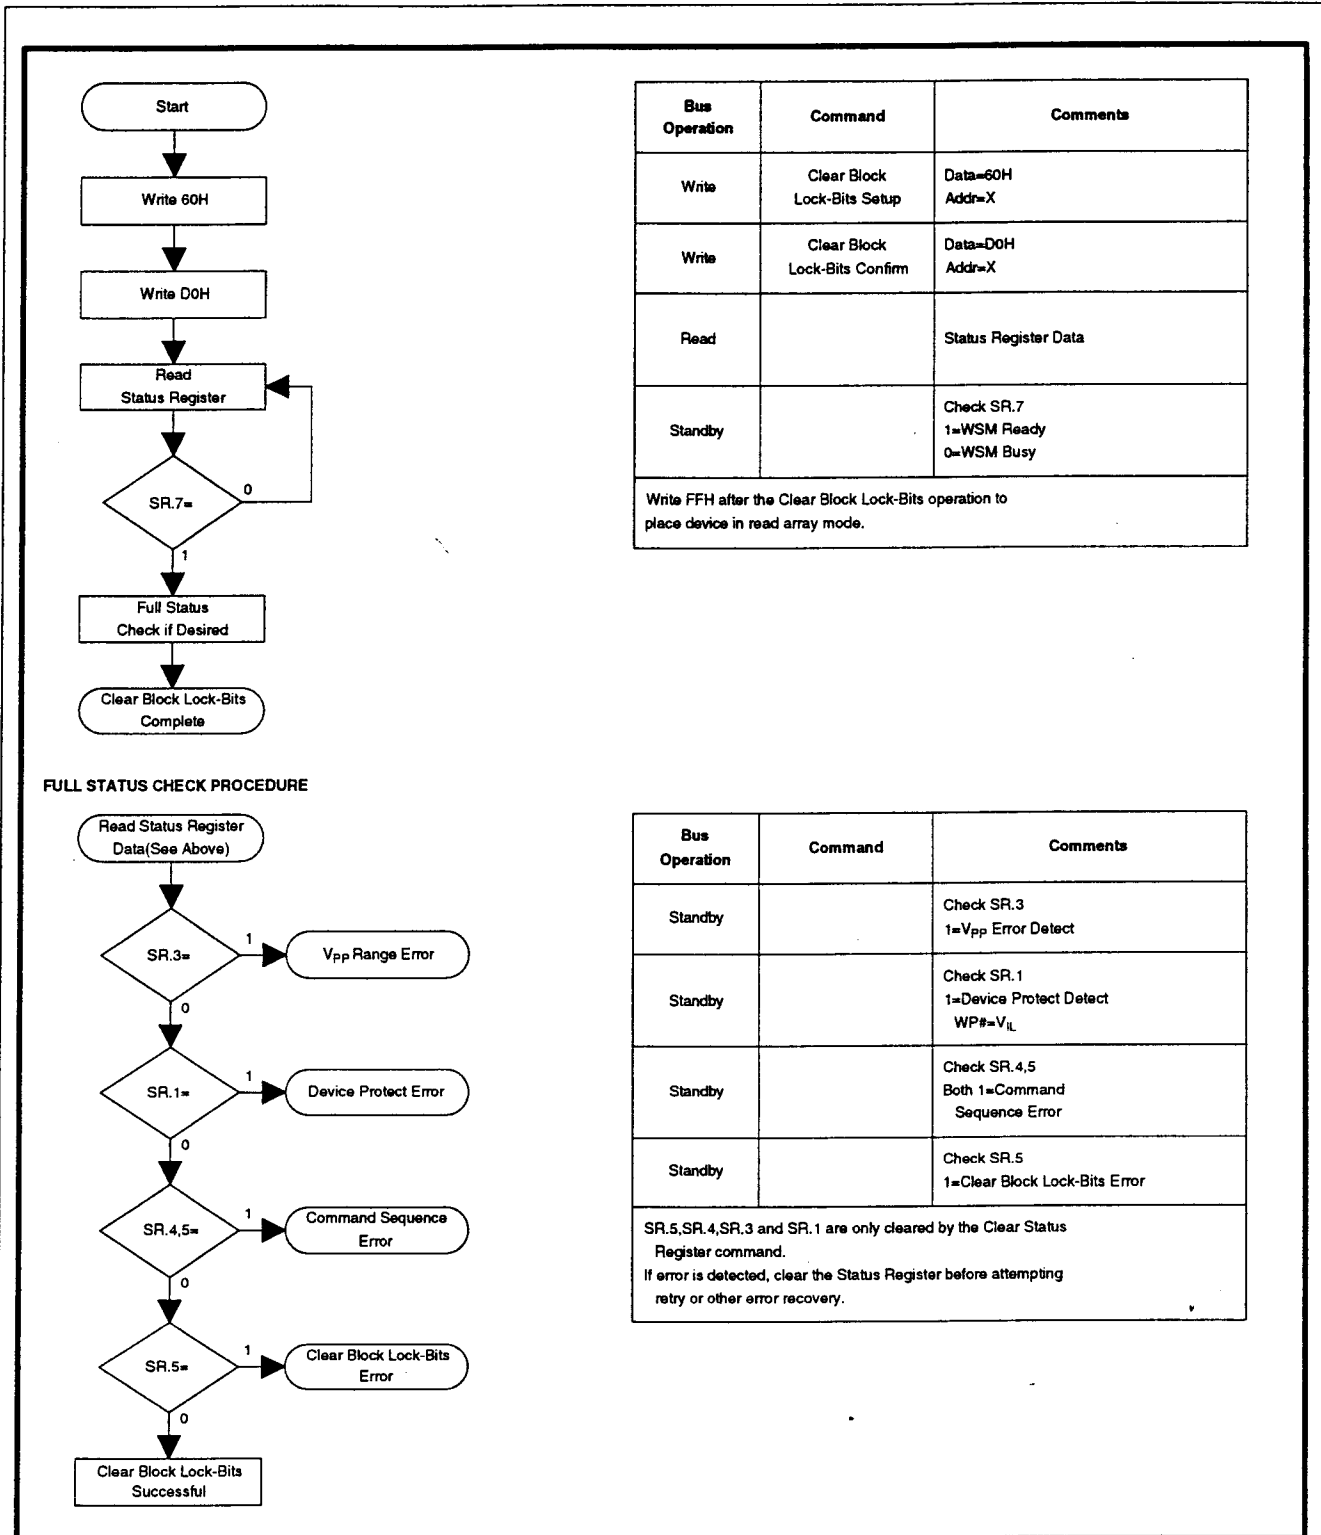 Start
Write 60H
Write D0H
Read
Status Register
SR.7=
0
1
Full Status
Check if Desired
Clear Block Lock-Bits
Complete
Bus
Operation
Command
Comments
Write
Clear Block
Lock-Bits Setup
Data=60H
Addr=X
Write
Clear Block
Lock-Bits Confirm
Data=D0H
Addr=X
Read
Status Register Data
Standby
Check SR.7
1=WSM Ready
0=WSM Busy
Write FFH after the Clear Block Lock-Bits operation to
place device in read array mode.
FULL STATUS CHECK PROCEDURE
Read Status Register
Data(See Above)
SR.3=
1
VPP Range Error
0
SR.1=
1
Device Protect Error
0
SR.4,5=
1
Command Sequence
Error
0
SR.5=
1
Clear Block Lock-Bits
Error
0
Clear Block Lock-Bits
Successful
Bus
Operation
Command
Comments
Standby
Check SR.3
1=VPP Error Detect
Standby
Check SR.1
1=Device Protect Detect
WP#=VIL
Standby
Check SR.4,5
Both 1=Command
Sequence Error
Standby
Check SR.5
1=Clear Block Lock-Bits Error
SR.5,SR.4,SR.3 and SR.1 are only cleared by the Clear Status
Register command.
If error is detected, clear the Status Register before attempting
retry or other error recovery.